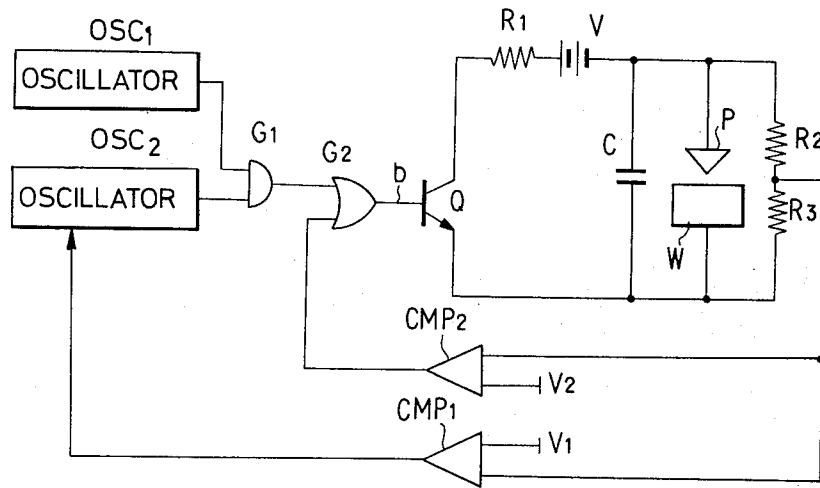 OSC1
OSCILLATOR
OSC2
OSCILLATOR
G1
G2
b
Q
R1
V
C
P
W
R2
R3
CMP2
V2
CMP1
V1